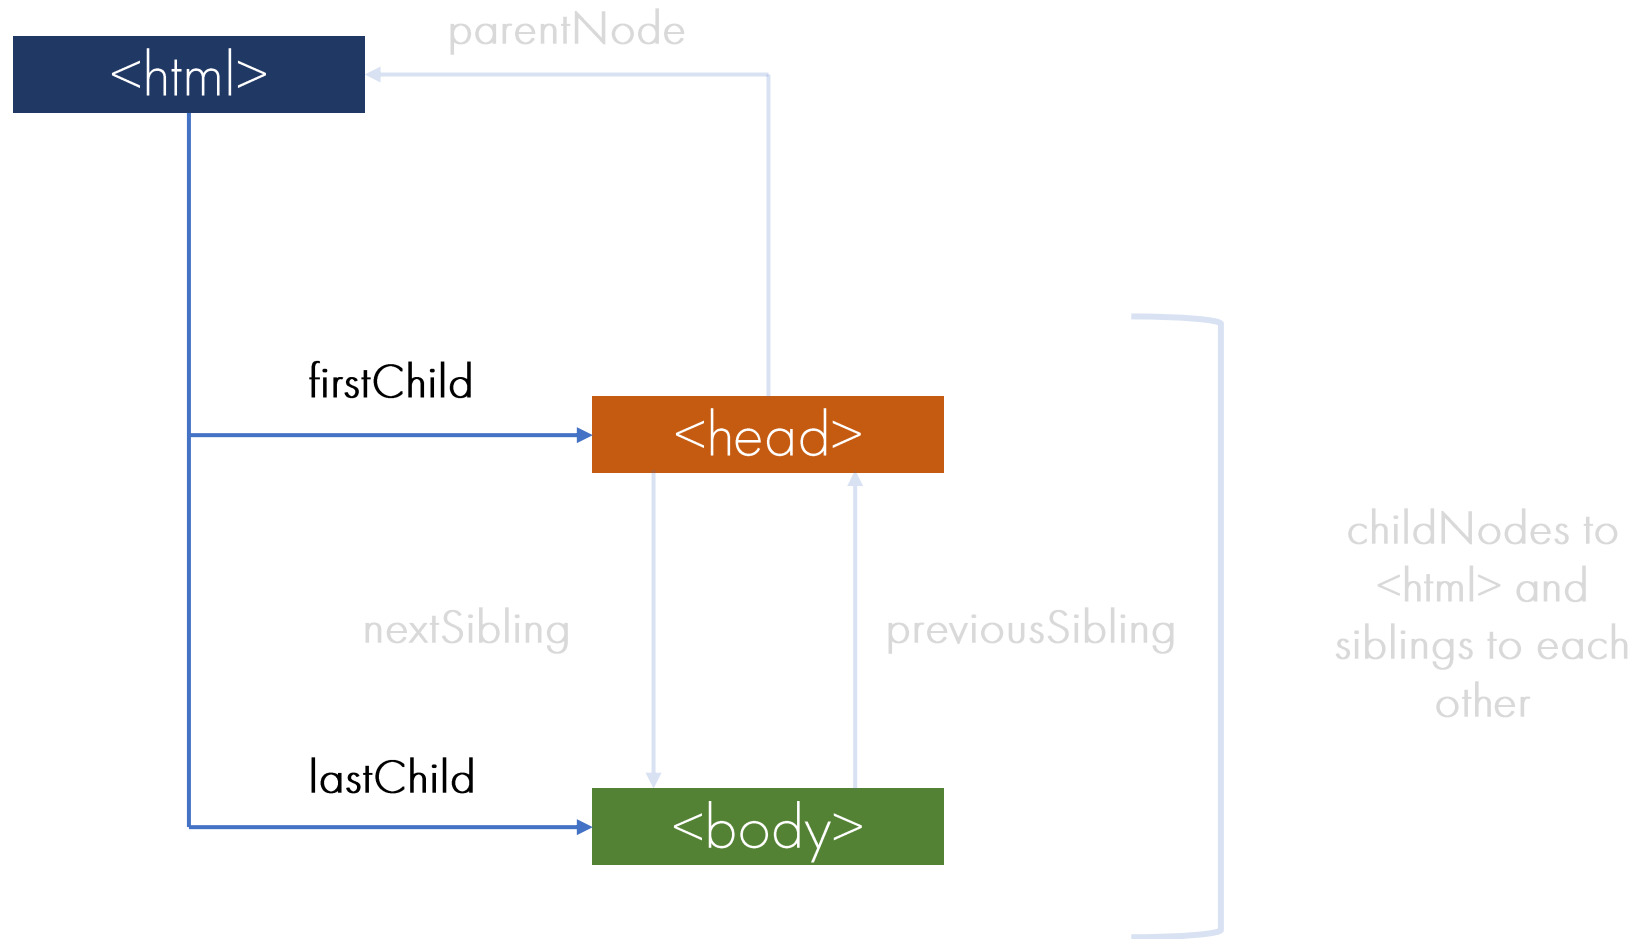 parentNode
<html>
firstChild
<head>
childNodes to
<html> and
siblings to each
other
nextSibling
previousSibling
lastChild
<body>